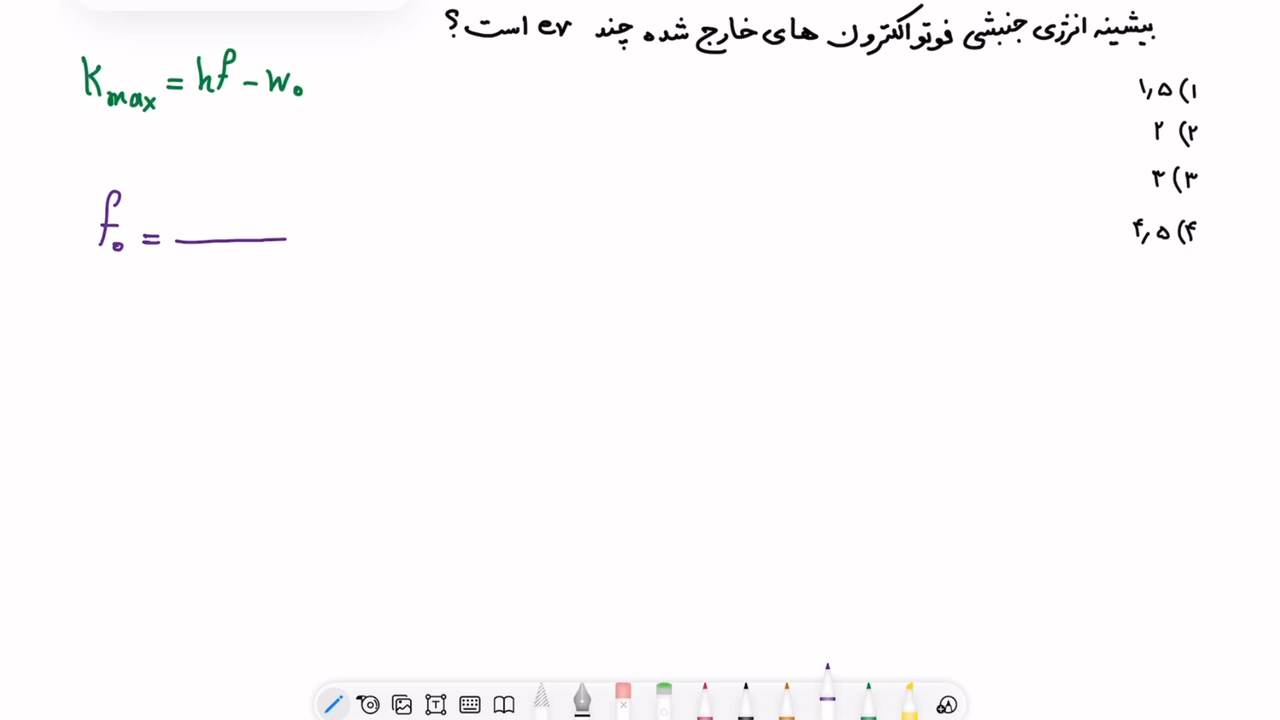 بیشینه انرژی جنبشی فوتوالکترون های خارج شده چند ev است؟
K max = hf - w₀
۱) ۱,۵
۲) ۲
۳) ۳
۴) ۴,۵
f₀ =